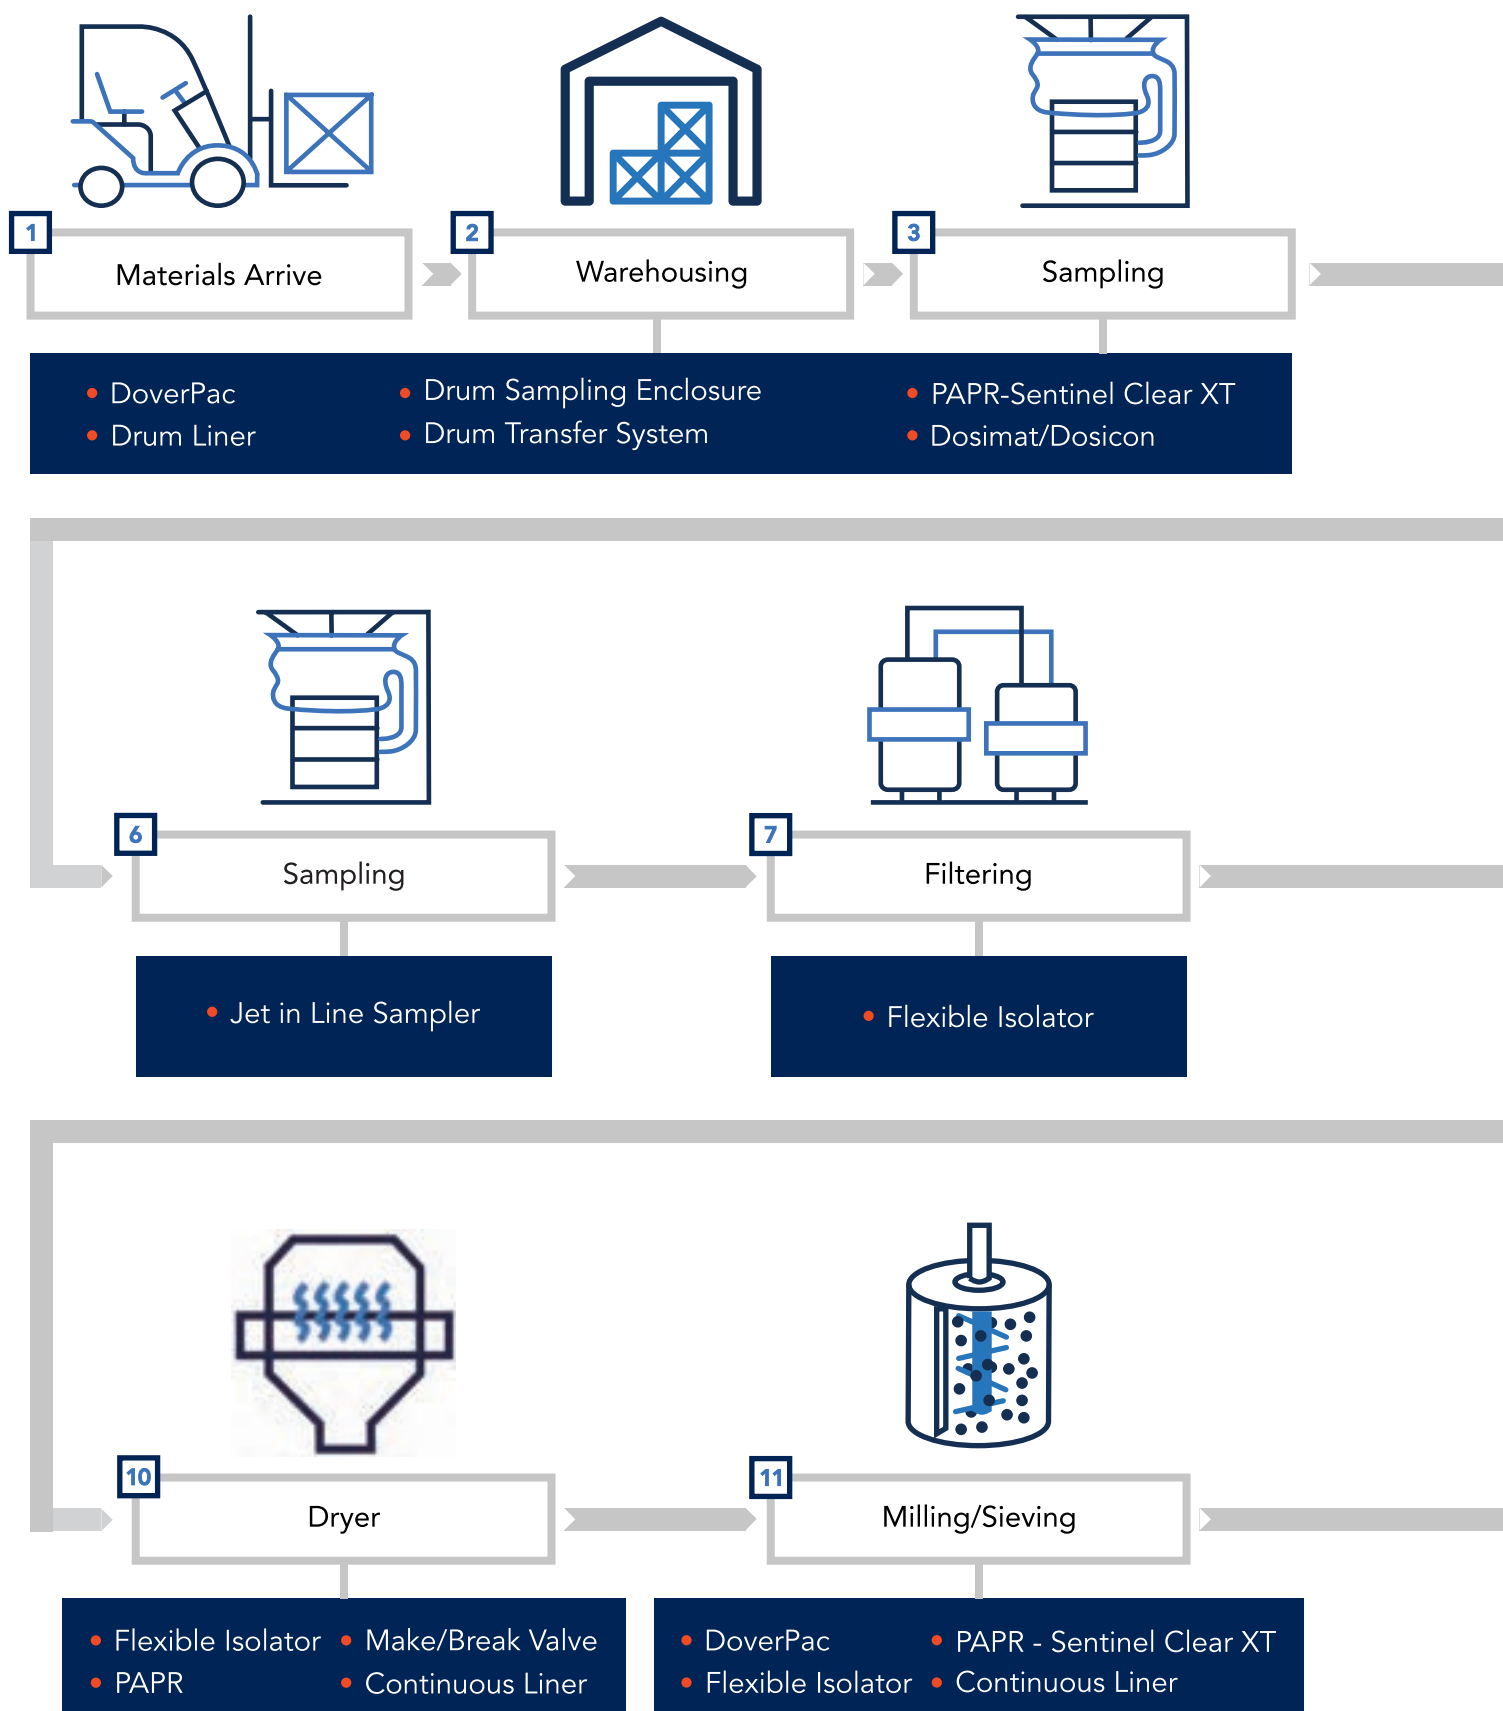 1
Materials Arrive
2
Warehousing
3
Sampling
• DoverPac
• Drum Liner
• Drum Sampling Enclosure
• Drum Transfer System
• PAPR-Sentinel Clear XT
• Dosimat/Dosicon
6
Sampling
• Jet in Line Sampler
7
Filtering
• Flexible Isolator
10
Dryer
• Flexible Isolator
• PAPR
• Make/Break Valve
• Continuous Liner
11
Milling/Sieving
• DoverPac
• Flexible Isolator
• PAPR - Sentinel Clear XT
• Continuous Liner